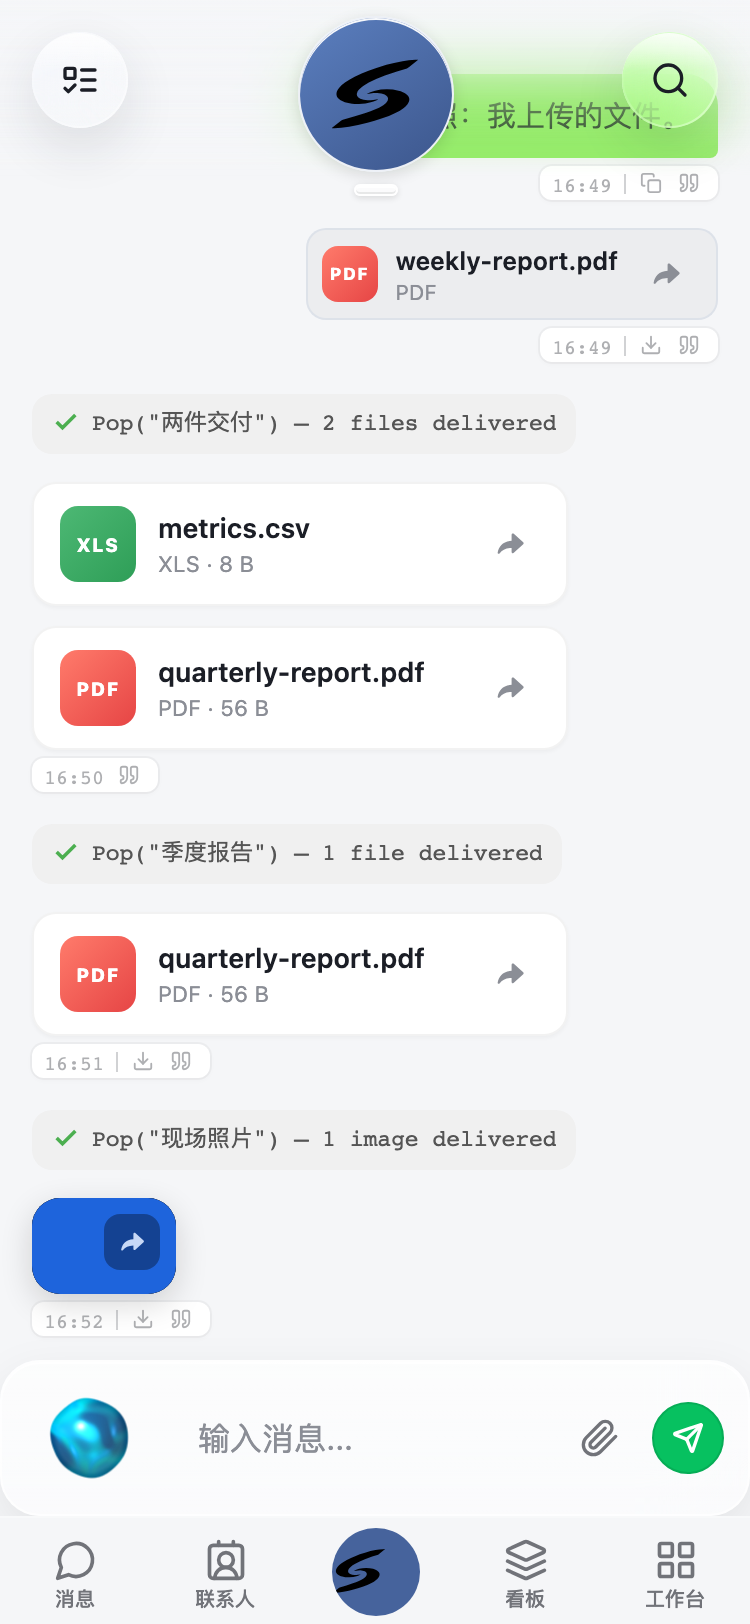 ：我上传的文件。
16:49
PDF
weekly-report.pdf
PDF
16:49
Pop("两件交付") — 2 files delivered
XLS
metrics.csv
XLS · 8 B
PDF
quarterly-report.pdf
PDF · 56 B
16:50
Pop("季度报告") — 1 file delivered
PDF
quarterly-report.pdf
PDF · 56 B
16:51
Pop("现场照片") — 1 image delivered
16:52
输入消息...
消息
联系人
看板
工作台